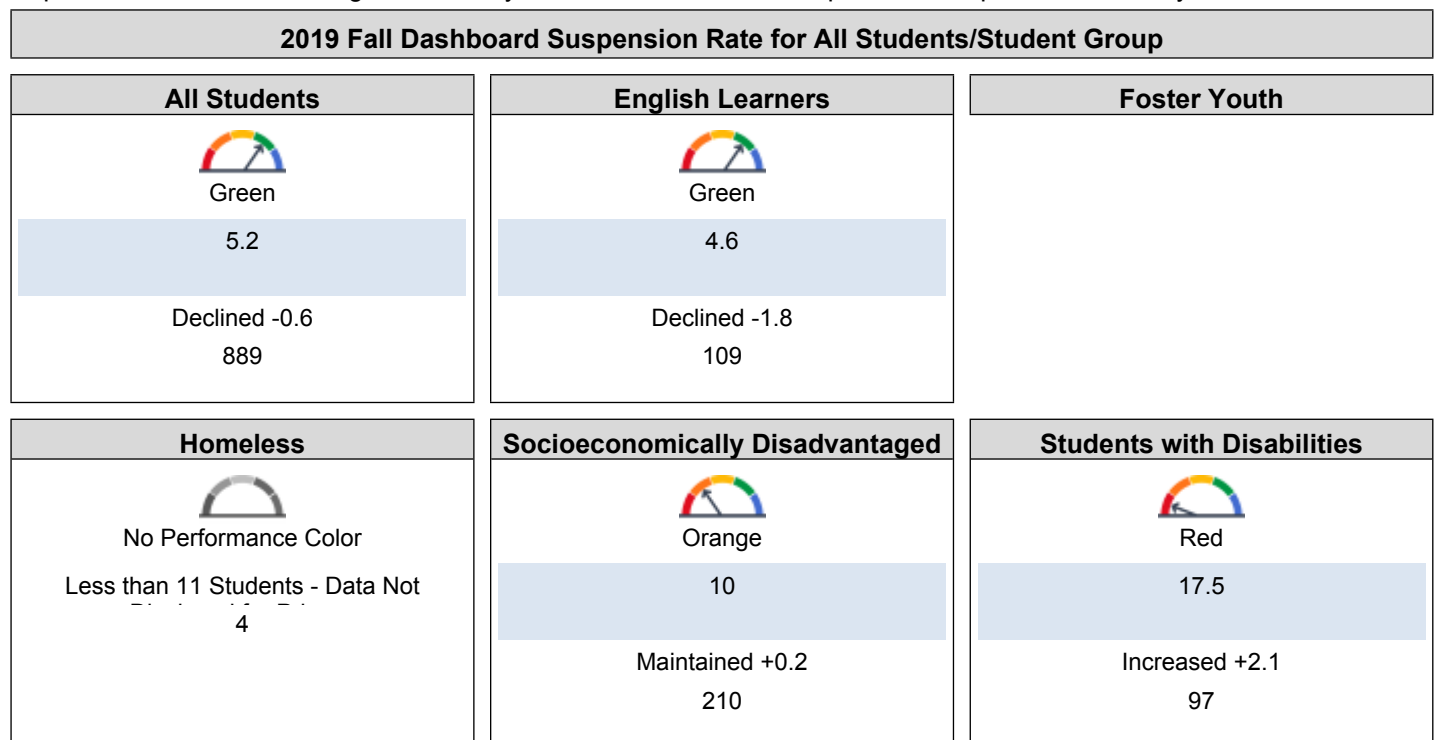 2019 Fall Dashboard Suspension Rate for All Students/Student Group
All Students
Green
5.2
Declined -0.6
889
English Learners
Green
4.6
Declined -1.8
109
Foster Youth
Homeless
No Performance Color
Less than 11 Students - Data Not
4
Socioeconomically Disadvantaged
Orange
10
Maintained +0.2
210
Students with Disabilities
Red
17.5
Increased +2.1
97